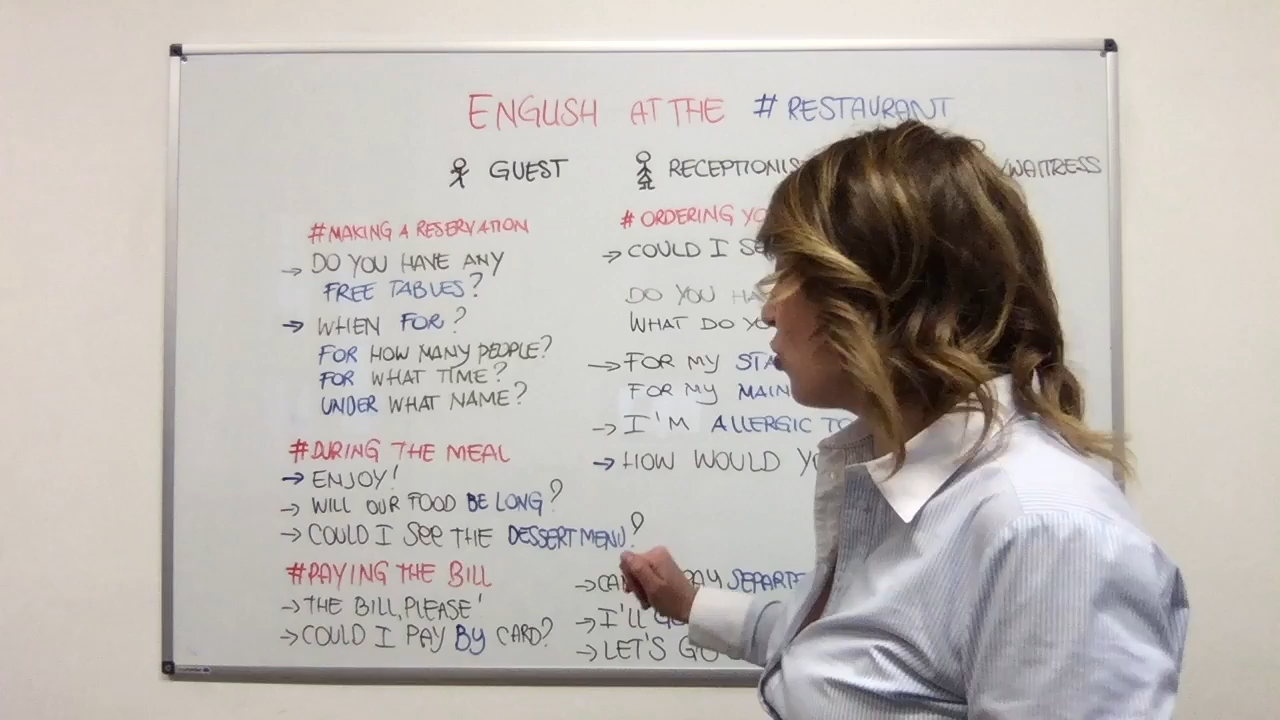 ENGLISH AT THE # RESTAURANT
GUEST RECEPTIONIS /WAITRESS
#MAKING A RESERVATION
→ DO YOU HAVE ANY
FREE TABLES?
→ WHEN FOR?
FOR HOW MANY PEOPLE?
FOR WHAT TIME?
UNDER WHAT NAME?
#DURING THE MEAL
→ ENJOY!
→ WILL OUR FOOD BE LONG?
→ COULD I SEE THE DESSERT MENU?
#PAYING THE BILL
→ THE BILL, PLEASE!
→ COULD I PAY BY CARD?
# ORDERING YO
→ COULD I SE
DO YOU HA
WHAT DO YO
→ FOR MY STA
FOR MY MAIN
→ I'M ALLERGIC TO
→ HOW WOULD YO
→ CA PAY SEPARTE
→ I'LL G
→ LET'S GO